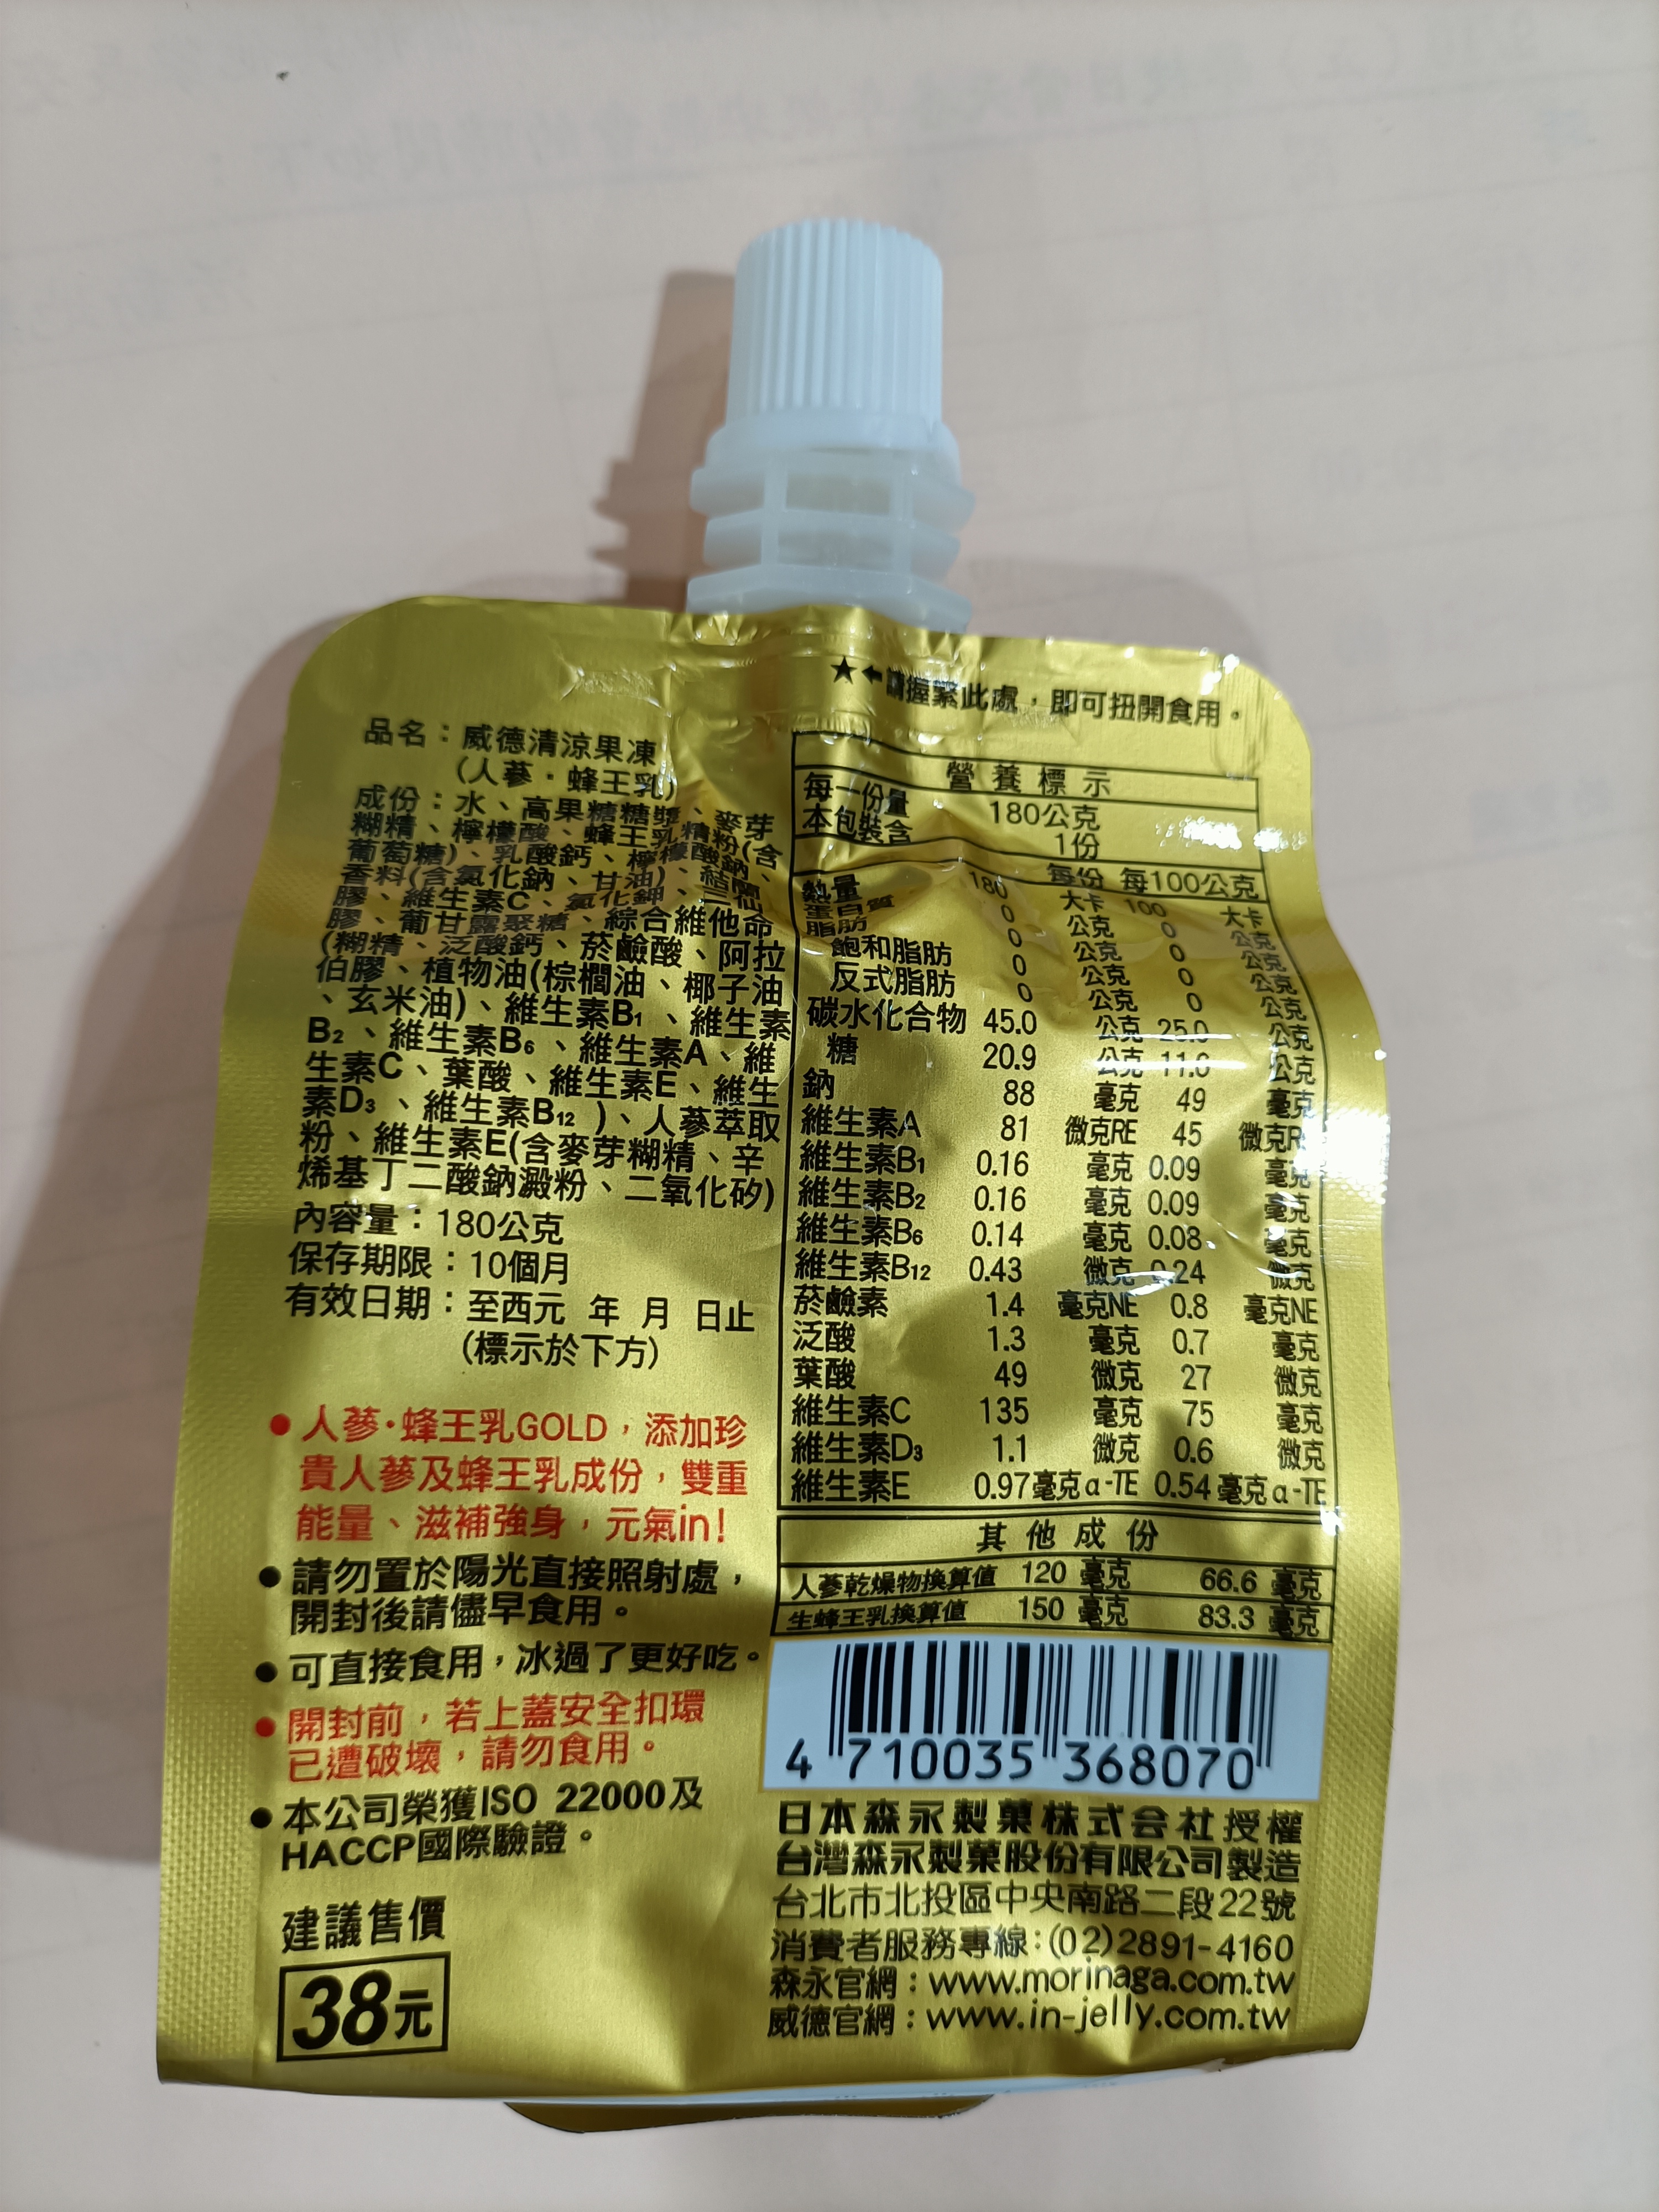 ★←請握緊此處，即可扭開食用。
品名：威德清涼果凍
(人蔘‧蜂王乳)
成份：水、高果糖糖漿、麥芽
糊精、檸檬酸、蜂王乳精粉(含
葡萄糖)、乳酸鈣、檸檬酸鈉、
香料(含氯化鈉、甘油)、結蘭
膠、維生素C、氯化鉀、三仙
膠、葡甘露聚糖、綜合維他命
(糊精、泛酸鈣、菸鹼酸、阿拉
伯膠、植物油(棕櫚油、椰子油
、玄米油)、維生素B1、維生素
B2、維生素B6、維生素A、維
生素C、葉酸、維生素E、維生
素D3、維生素B12)、人蔘萃取
粉、維生素E(含麥芽糊精、辛
烯基丁二酸鈉澱粉、二氧化矽)
內容量：180公克
保存期限：10個月
有效日期：至西元 年 月 日止
(標示於下方)
●人蔘‧蜂王乳GOLD，添加珍
貴人蔘及蜂王乳成份，雙重
能量、滋補強身，元氣in!
●請勿置於陽光直接照射處，
開封後請儘早食用。
●可直接食用，冰過了更好吃。
●開封前，若上蓋安全扣環
已遭破壞，請勿食用。
●本公司榮獲ISO 22000及
HACCP國際驗證。
建議售價
38元
營養標示
每一份量 180公克
本包裝含 1份
每份 每100公克
熱量 180 大卡 100 大卡
蛋白質 0 公克 0 公克
脂肪 0 公克 0 公克
飽和脂肪 0 公克 0 公克
反式脂肪 0 公克 0 公克
碳水化合物 45.0 公克 25.0 公克
糖 20.9 公克 11.6 公克
鈉 88 毫克 49 毫克
維生素A 81 微克RE 45 微克RE
維生素B1 0.16 毫克 0.09 毫克
維生素B2 0.16 毫克 0.09 毫克
維生素B6 0.14 毫克 0.08 毫克
維生素B12 0.43 微克 0.24 微克
菸鹼素 1.4 毫克NE 0.8 毫克NE
泛酸 1.3 毫克 0.7 毫克
葉酸 49 微克 27 微克
維生素C 135 毫克 75 毫克
維生素D3 1.1 微克 0.6 微克
維生素E 0.97毫克α-TE 0.54毫克α-TE
其他成份
人蔘乾燥物換算值 120 毫克 66.6 毫克
生蜂王乳換算值 150 毫克 83.3 毫克
4 710035 368070
日本森永製菓株式会社授權
台灣森永製菓股份有限公司製造
台北市北投區中央南路二段22號
消費者服務專線：(02)2891-4160
森永官網：www.morinaga.com.tw
威德官網：www.in-jelly.com.tw